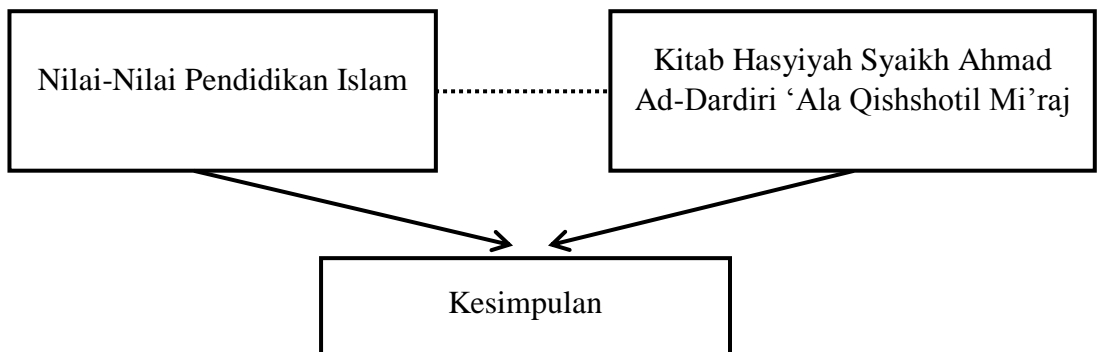 Nilai-Nilai Pendidikan Islam
Kitab Hasyiyah Syaikh Ahmad
Ad-Dardiri ‘Ala Qishshotil Mi’raj
Kesimpulan